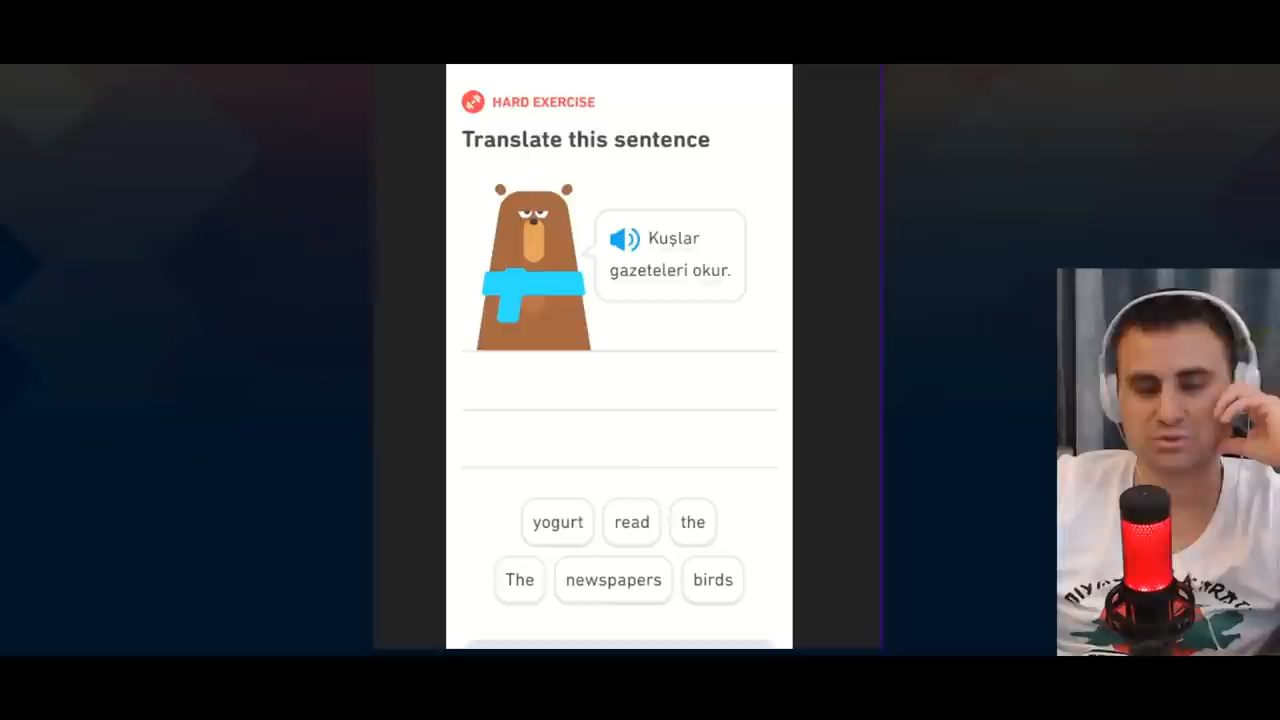 HARD EXERCISE
Translate this sentence
Kuşlar
gazeteleri okur.
yogurt read the
The newspapers birds